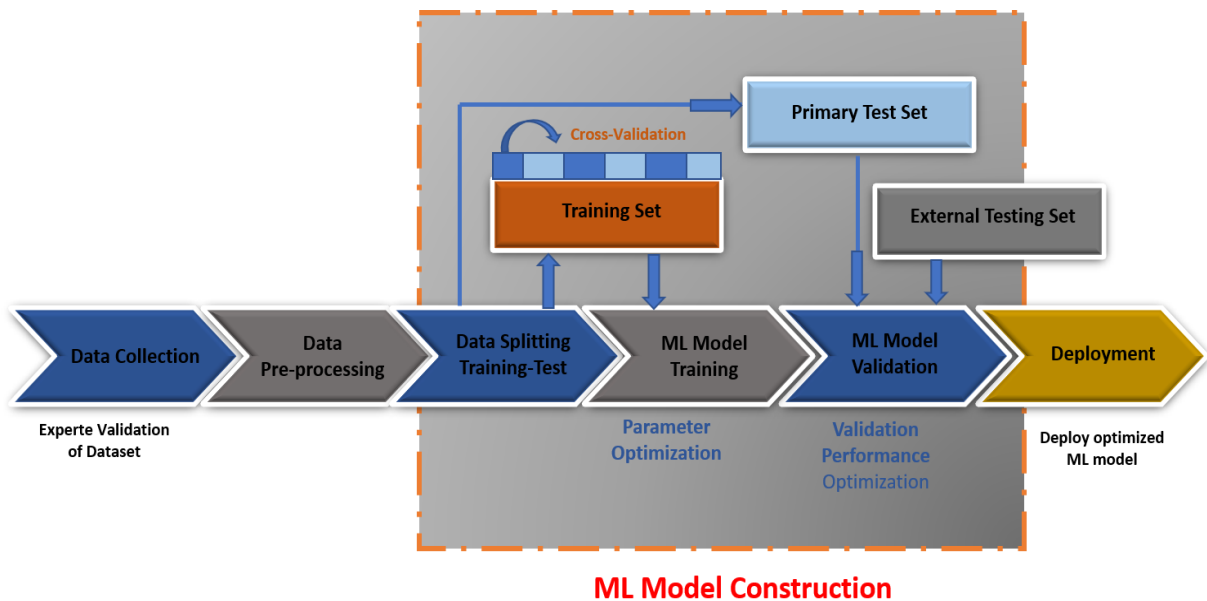 Primary Test Set
Cross-Validation
Training Set
External Testing Set
Data Collection
Data
Pre-processing
Data Splitting
Training-Test
ML Model
Training
ML Model
Validation
Deployment
Experte Validation
of Dataset
Parameter
Optimization
Validation
Performance
Optimization
Deploy optimized
ML model
ML Model Construction